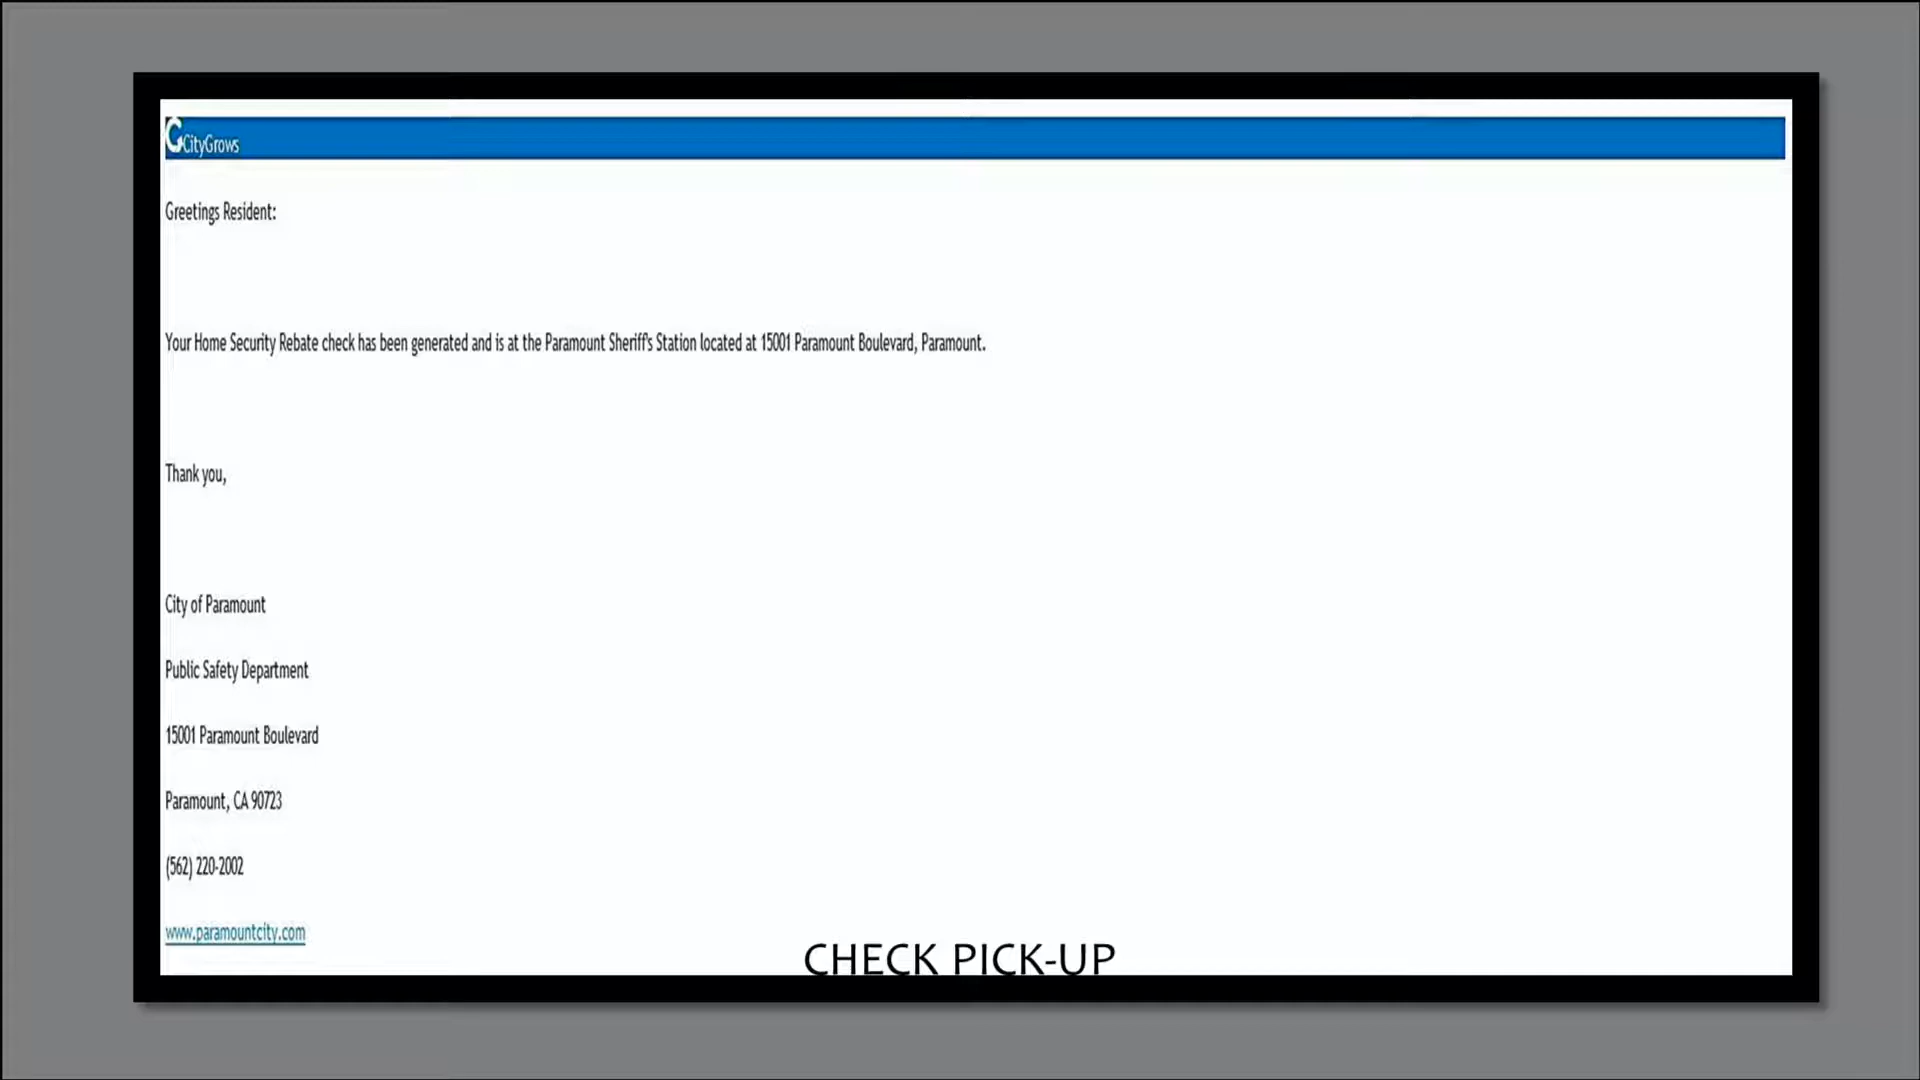 CityGrows
Greetings Resident:
Your Home Security Rebate check has been generated and is at the Paramount Sheriff's Station located at 15001 Paramount Boulevard, Paramount.
Thank you,
City of Paramount
Public Safety Department
15001 Paramount Boulevard
Paramount, CA 90723
(562) 220-2002
www.paramountcity.com
CHECK PICK-UP